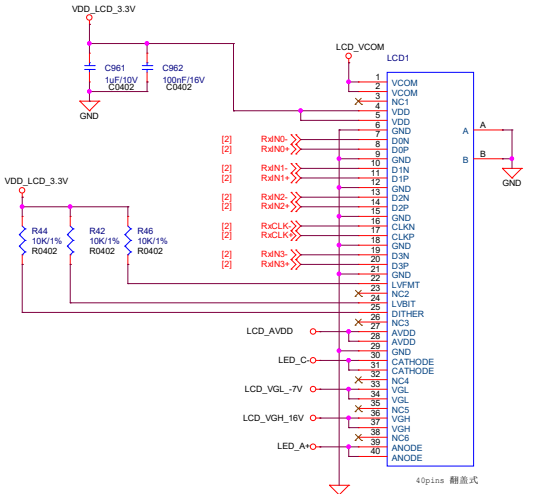 VDD_LCD_3.3V
C961
1uF/10V
C0402
C962
100nF/16V
C0402
GND
LCD_VCOM
LCD1
1 VCOM
2 VCOM
3 NC1
4 VDD
5 VDD
6 GND
[2] RxIN0- 7 D0N
[2] RxIN0+ 8 D0P
9 GND
[2] RxIN1- 10 D1N
[2] RxIN1+ 11 D1P
12 GND
[2] RxIN2- 13 D2N
[2] RxIN2+ 14 D2P
15 GND
[2] RxCLK- 16 CLKN
[2] RxCLK+ 17 CLKP
18 GND
[2] RxIN3- 19 D3N
[2] RxIN3+ 20 D3P
21 GND
22 LVFMT
23 NC2
24 LVBIT
25 DITHER
26 NC3
LCD_AVDD 27 AVDD
28 AVDD
29 GND
LED_C- 30 CATHODE
31 CATHODE
32 NC4
LCD_VGL_-7V 33 VGL
34 VGL
35 NC5
LCD_VGH_16V 36 VGH
37 VGH
38 NC6
LED_A+ 39 ANODE
40 ANODE
A A
B B
GND
VDD_LCD_3.3V
R44
10K/1%
R0402
R42
10K/1%
R0402
R46
10K/1%
R0402
40pins 翻盖式